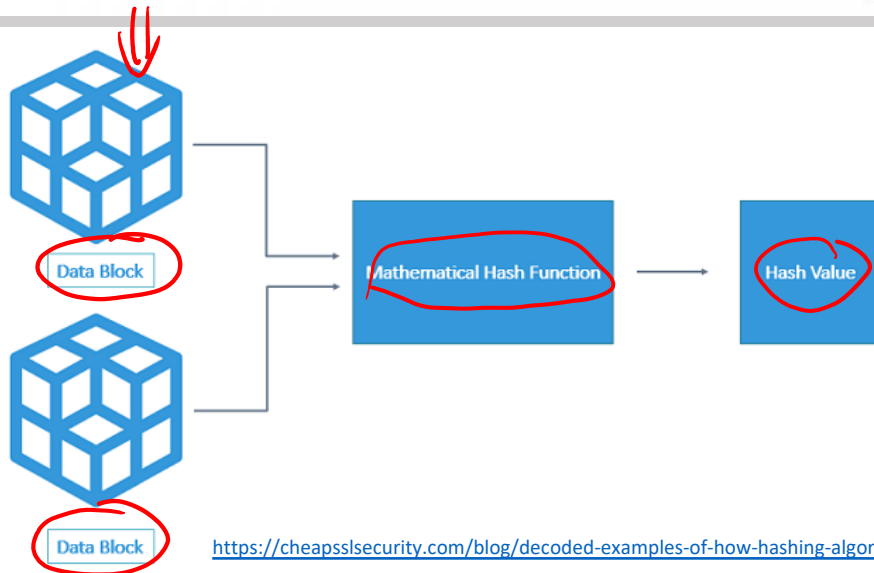 Data Block
Mathematical Hash Function
Hash Value
Data Block
https://cheapsslsecurity.com/blog/decoded-examples-of-how-hashing-algor